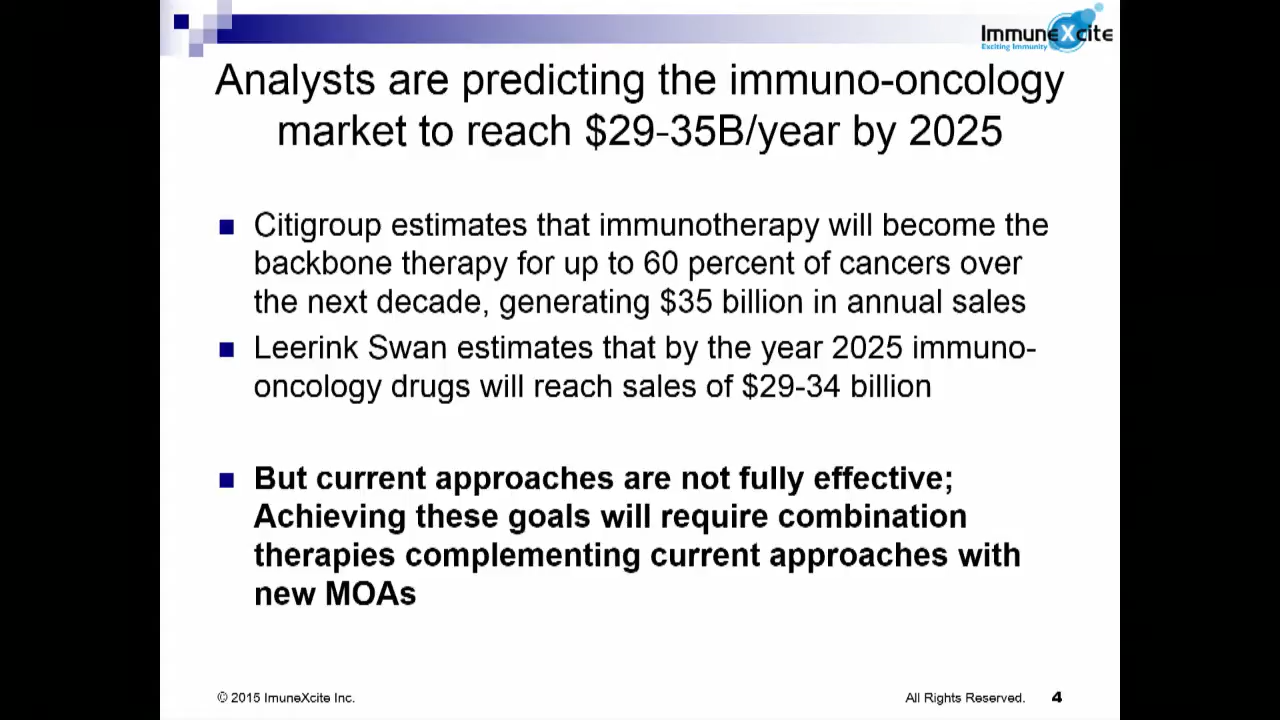 ImmuneXcite
Exciting Immunity
Analysts are predicting the immuno-oncology
market to reach $29-35B/year by 2025
Citigroup estimates that immunotherapy will become the
backbone therapy for up to 60 percent of cancers over
the next decade, generating $35 billion in annual sales
Leerink Swan estimates that by the year 2025 immuno-
oncology drugs will reach sales of $29-34 billion
But current approaches are not fully effective;
Achieving these goals will require combination
therapies complementing current approaches with
new MOAs
© 2015 ImuneXcite Inc. All Rights Reserved. 4